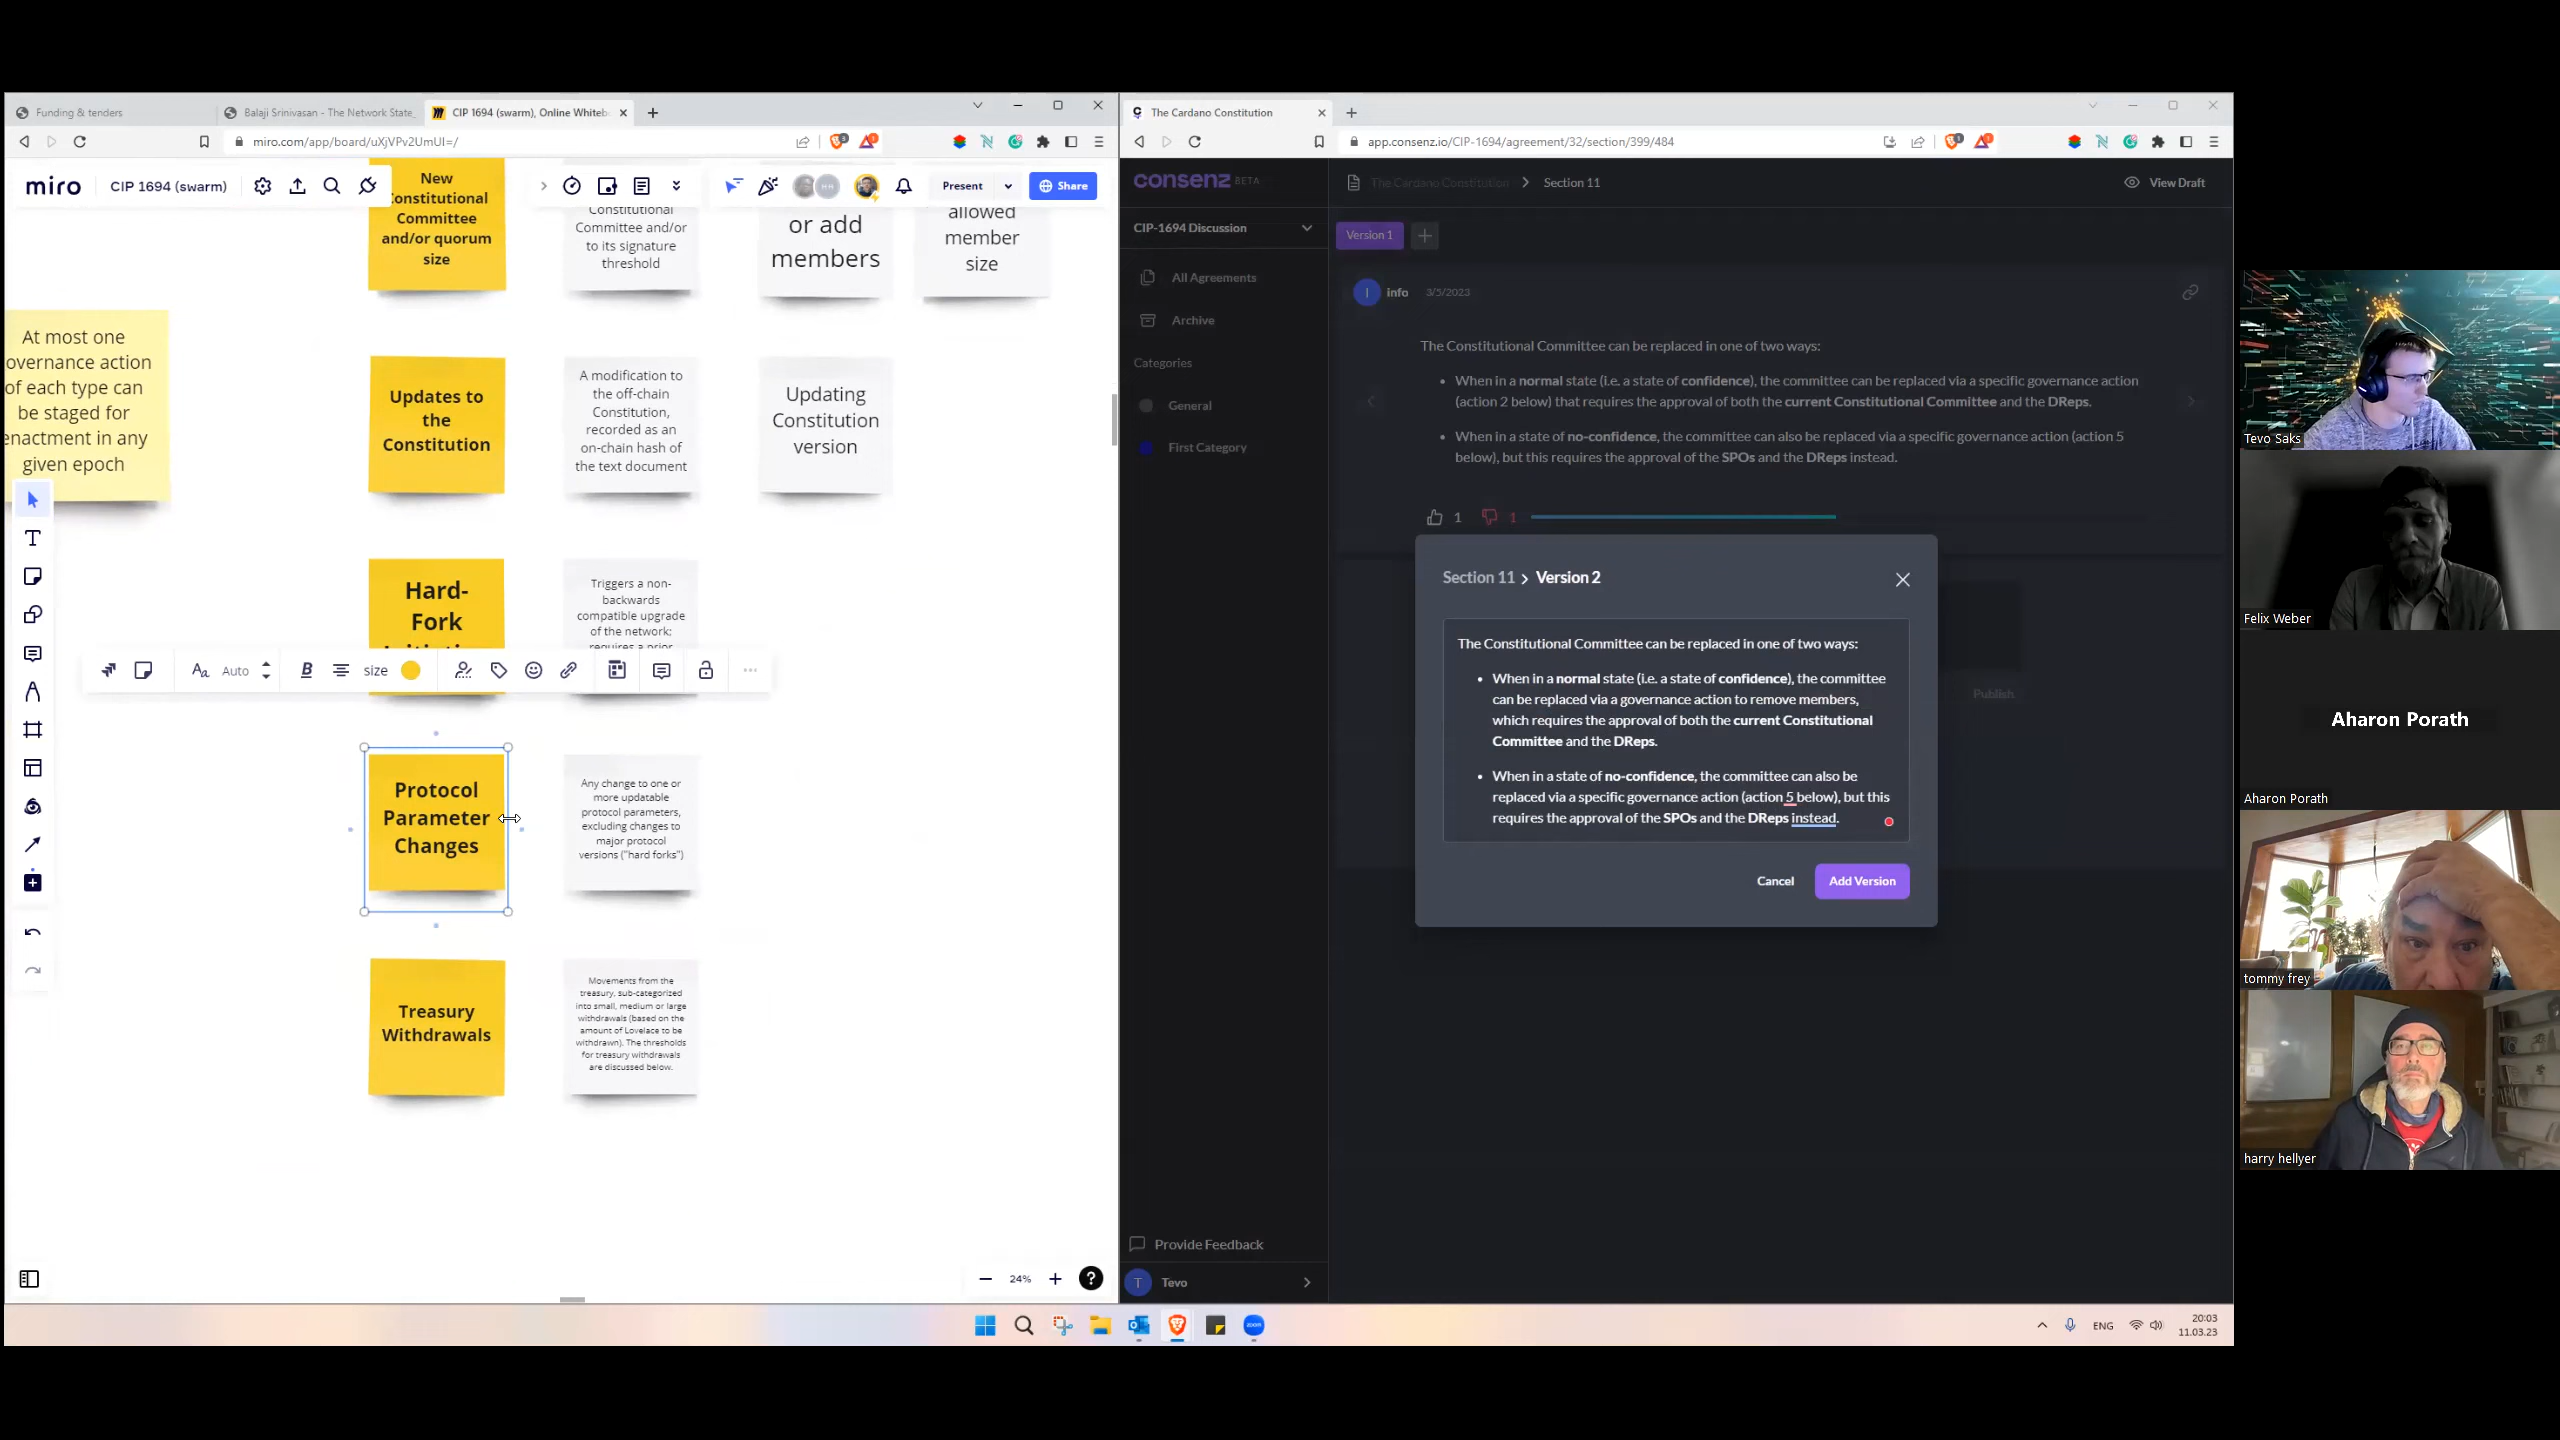 Funding & tenders
Balaji Srinivasan - The Network State
CIP 1694 (swarm), Online Whiteb
miro.com/app/board/uXjVPv2UmUI=/
miro
CIP 1694 (swarm)
Present
Share
New
Constitutional
Committee
and/or quorum
size
Constitutional
Committee and/or
to its signature
threshold
or add
members
allowed
member
size
At most one
overnance action
of each type can
be staged for
enactment in any
given epoch
Updates to
the
Constitution
A modification to
the off-chain
Constitution,
recorded as an
on-chain hash of
the text document
Updating
Constitution
version
Hard-
Fork
Triggers a non-
backwards
compatible upgrade
of the network;
requires a prior
Aa Auto
B
size
Protocol
Parameter
Changes
Any change to one or
more updatable
protocol parameters,
excluding changes to
major protocol
versions ("hard forks")
Treasury
Withdrawals
Movements from the
treasury, sub-categorized
into small, medium or large
withdrawals (based on the
amount of Lovelace to be
withdrawn). The thresholds
for treasury withdrawals
are discussed below.
24%
The Cardano Constitution
app.consenz.io/CIP-1694/agreement/32/section/399/484
consenz BETA
The Cardano Constitution
Section 11
View Draft
CIP-1694 Discussion
All Agreements
Archive
Categories
General
First Category
Version 1
I
info
3/5/2023
The Constitutional Committee can be replaced in one of two ways:
When in a normal state (i.e. a state of confidence), the committee can be replaced via a specific governance action
(action 2 below) that requires the approval of both the current Constitutional Committee and the DReps.
When in a state of no-confidence, the committee can also be replaced via a specific governance action (action 5
below), but this requires the approval of the SPOs and the DReps instead.
1
1
Section 11 > Version 2
The Constitutional Committee can be replaced in one of two ways:
When in a normal state (i.e. a state of confidence), the committee
can be replaced via a governance action to remove members,
which requires the approval of both the current Constitutional
Committee and the DReps.
When in a state of no-confidence, the committee can also be
replaced via a specific governance action (action 5 below), but this
requires the approval of the SPOs and the DReps instead.
Cancel
Add Version
Publish
Provide Feedback
T
Tevo
zoom
ENG
20:03
11.03.23
Tevo Saks
Felix Weber
Aharon Porath
Aharon Porath
tommy frey
harry hellyer